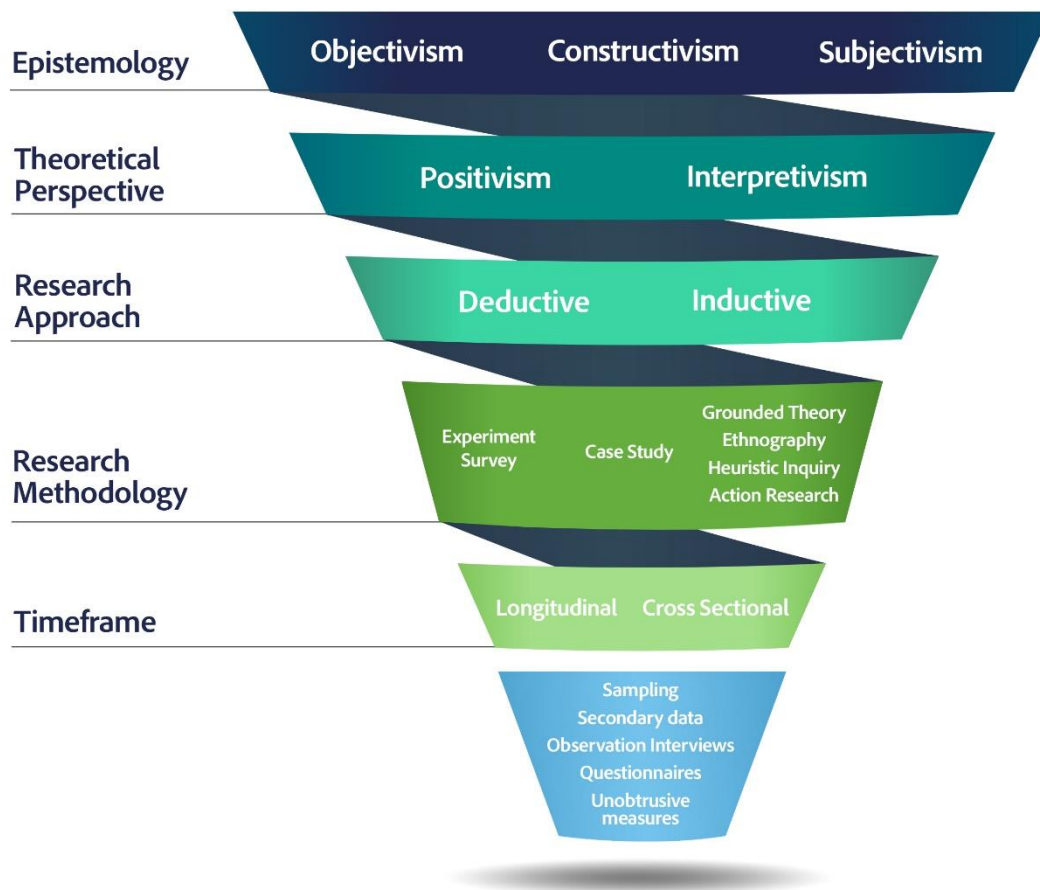 Epistemology
Objectivism
Constructivism
Subjectivism
Theoretical
Perspective
Positivism
Interpretivism
Research
Approach
Deductive
Inductive
Research
Methodology
Experiment
Survey
Case Study
Grounded Theory
Ethnography
Heuristic Inquiry
Action Research
Timeframe
Longitudinal
Cross Sectional
Sampling
Secondary data
Observation Interviews
Questionnaires
Unobtrusive
measures